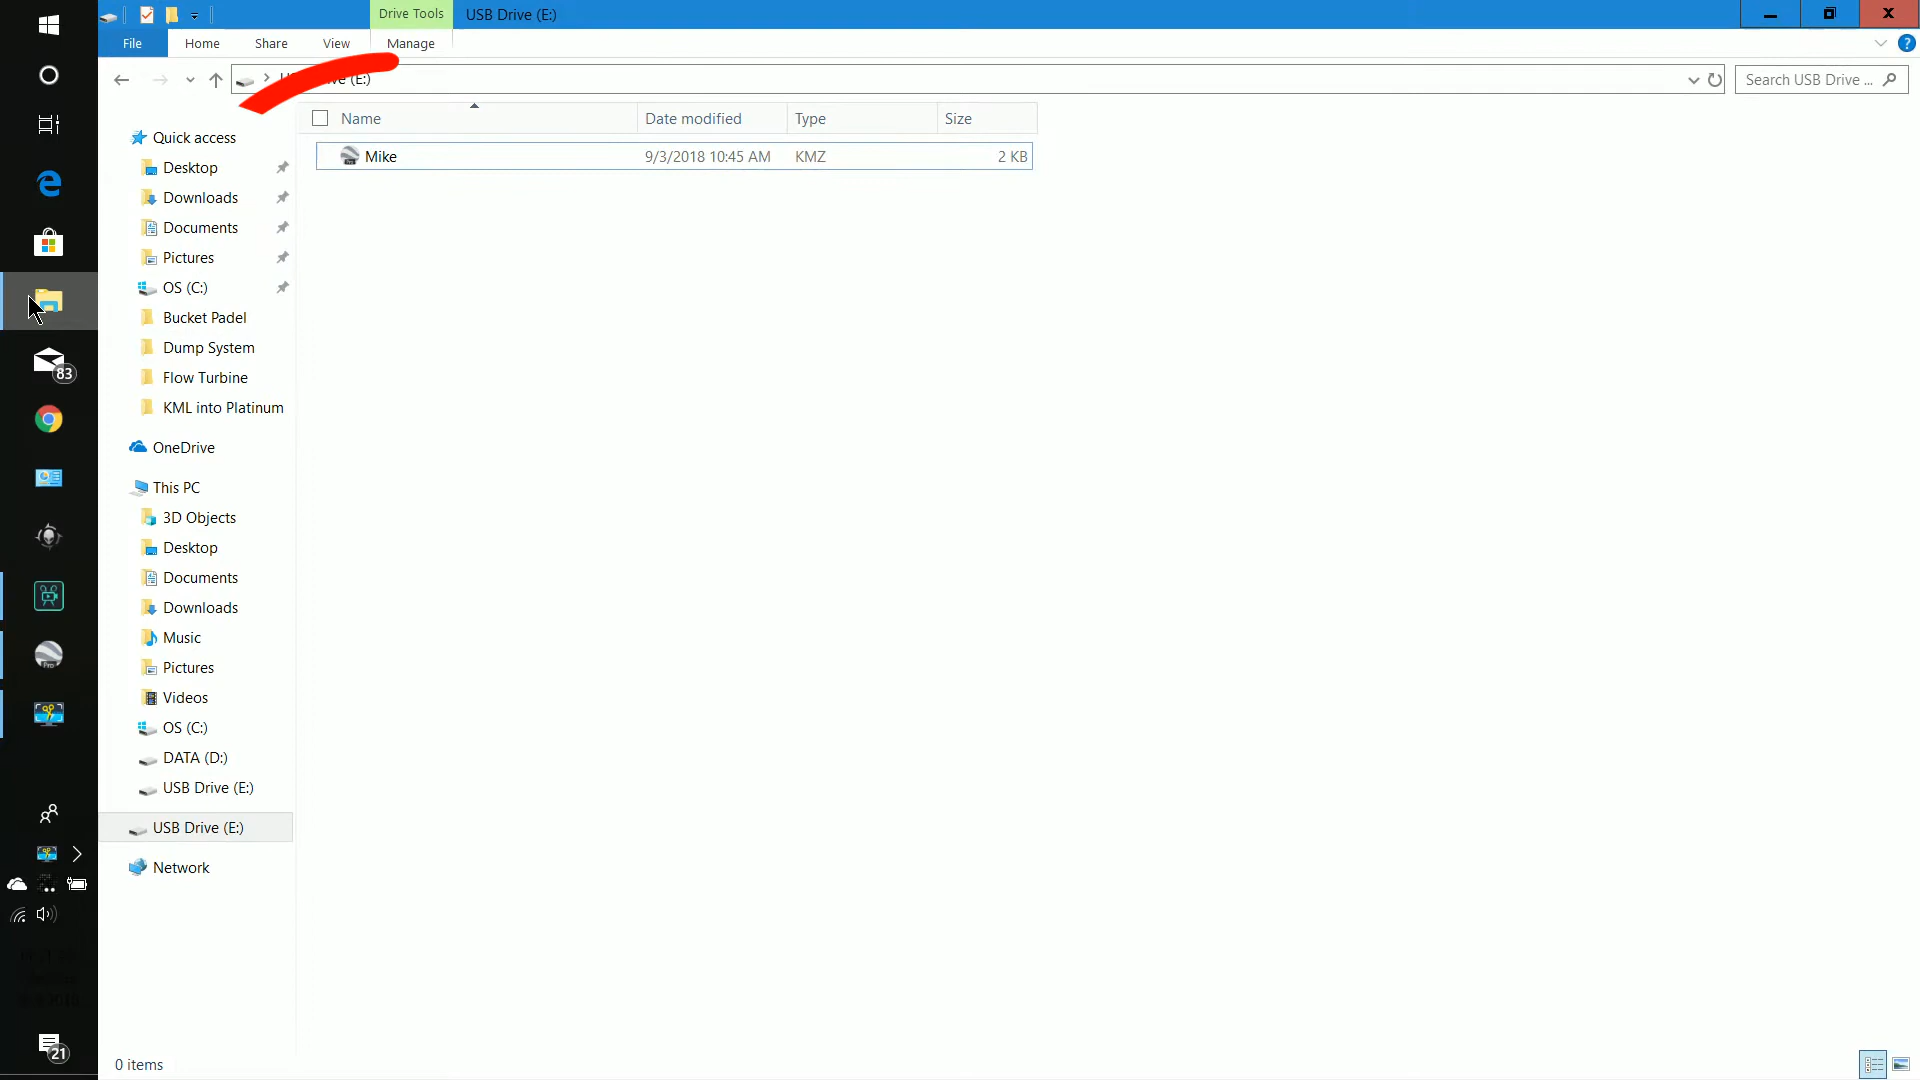 Drive Tools
USB Drive (E:)
File
Home
Share
View
Manage
ve (E:)
Search USB Drive ...
Name
Date modified
Type
Size
Mike
9/3/2018 10:45 AM
KMZ
2 KB
Quick access
Desktop
Downloads
Documents
Pictures
OS (C:)
Bucket Padel
Dump System
Flow Turbine
KML into Platinum
OneDrive
This PC
3D Objects
Desktop
Documents
Downloads
Music
Pictures
Videos
OS (C:)
DATA (D:)
USB Drive (E:)
USB Drive (E:)
Network
0 items
83
Pro
21